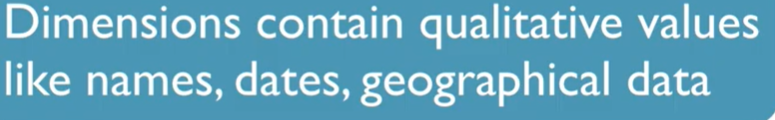 Dimensions contain qualitative values
like names, dates, geographical data